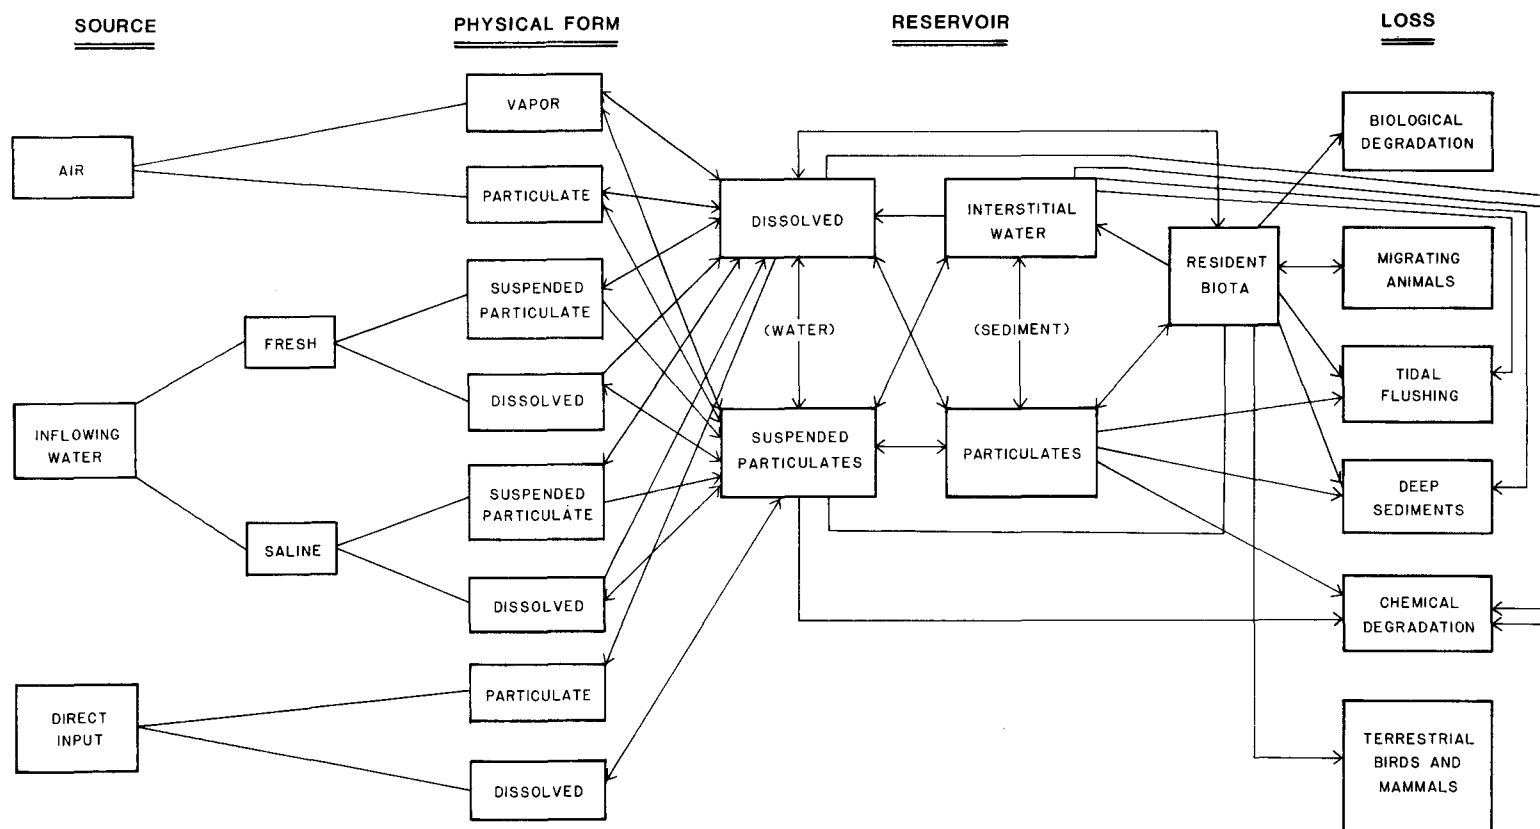 SOURCE
PHYSICAL FORM
RESERVOIR
LOSS
AIR
INFLOWING
WATER
DIRECT
INPUT
FRESH
SALINE
VAPOR
PARTICULATE
SUSPENDED
PARTICULATE
DISSOLVED
SUSPENDED
PARTICULATE
DISSOLVED
PARTICULATE
DISSOLVED
DISSOLVED
(WATER)
SUSPENDED
PARTICULATES
INTERSTITIAL
WATER
(SEDIMENT)
PARTICULATES
RESIDENT
BIOTA
BIOLOGICAL
DEGRADATION
MIGRATING
ANIMALS
TIDAL
FLUSHING
DEEP
SEDIMENTS
CHEMICAL
DEGRADATION
TERRESTRIAL
BIRDS AND
MAMMALS